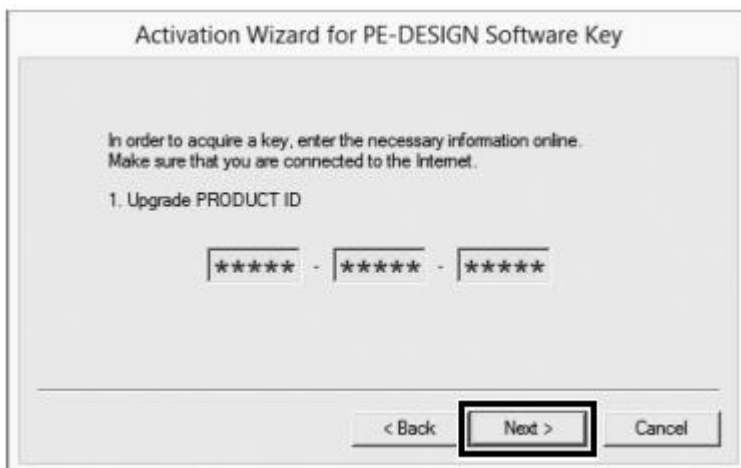 Activation Wizard for PE-DESIGN Software Key
In order to acquire a key, enter the necessary information online.
Make sure that you are connected to the Internet.
1. Upgrade PRODUCT ID
***** - ***** - *****
< Back Next > Cancel